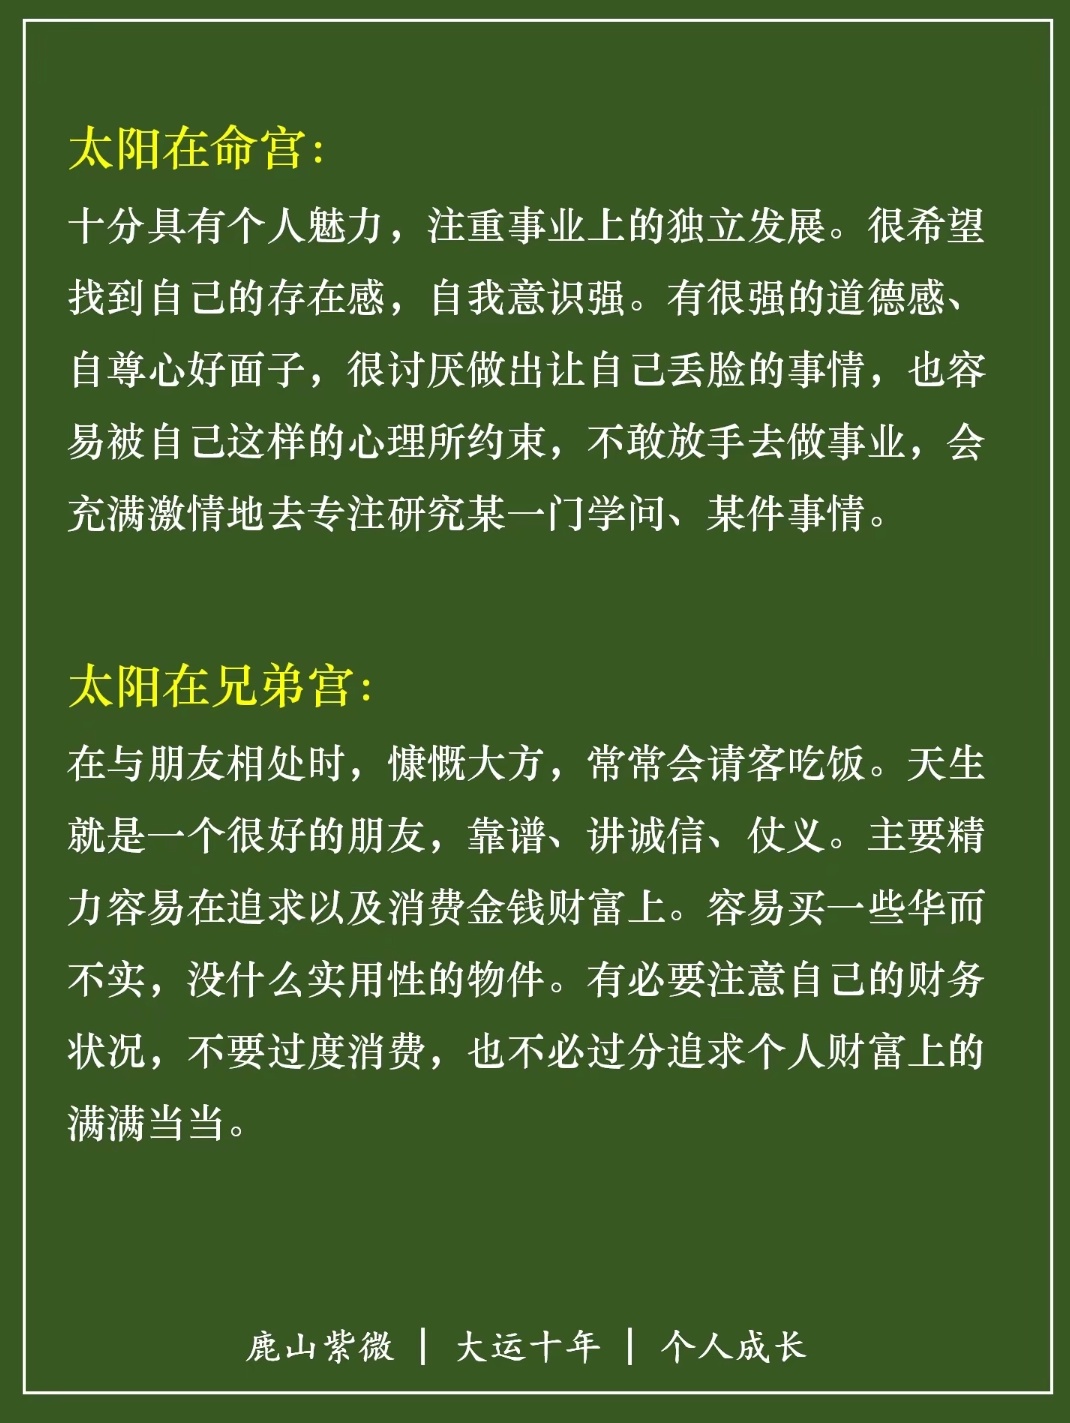 太阳在命宫：
十分具有个人魅力，注重事业上的独立发展。很希望
找到自己的存在感，自我意识强。有很强的道德感、
自尊心好面子，很讨厌做出让自己丢脸的事情，也容
易被自己这样的心理所约束，不敢放手去做事业，会
充满激情地去专注研究某一门学问、某件事情。
太阳在兄弟宫：
在与朋友相处时，慷慨大方，常常会请客吃饭。天生
就是一个很好的朋友，靠谱、讲诚信、仗义。主要精
力容易在追求以及消费金钱财富上。容易买一些华而
不实，没什么实用性的物件。有必要注意自己的财务
状况，不要过度消费，也不必过分追求个人财富上的
满满当当。
鹿山紫微 | 大运十年 | 个人成长